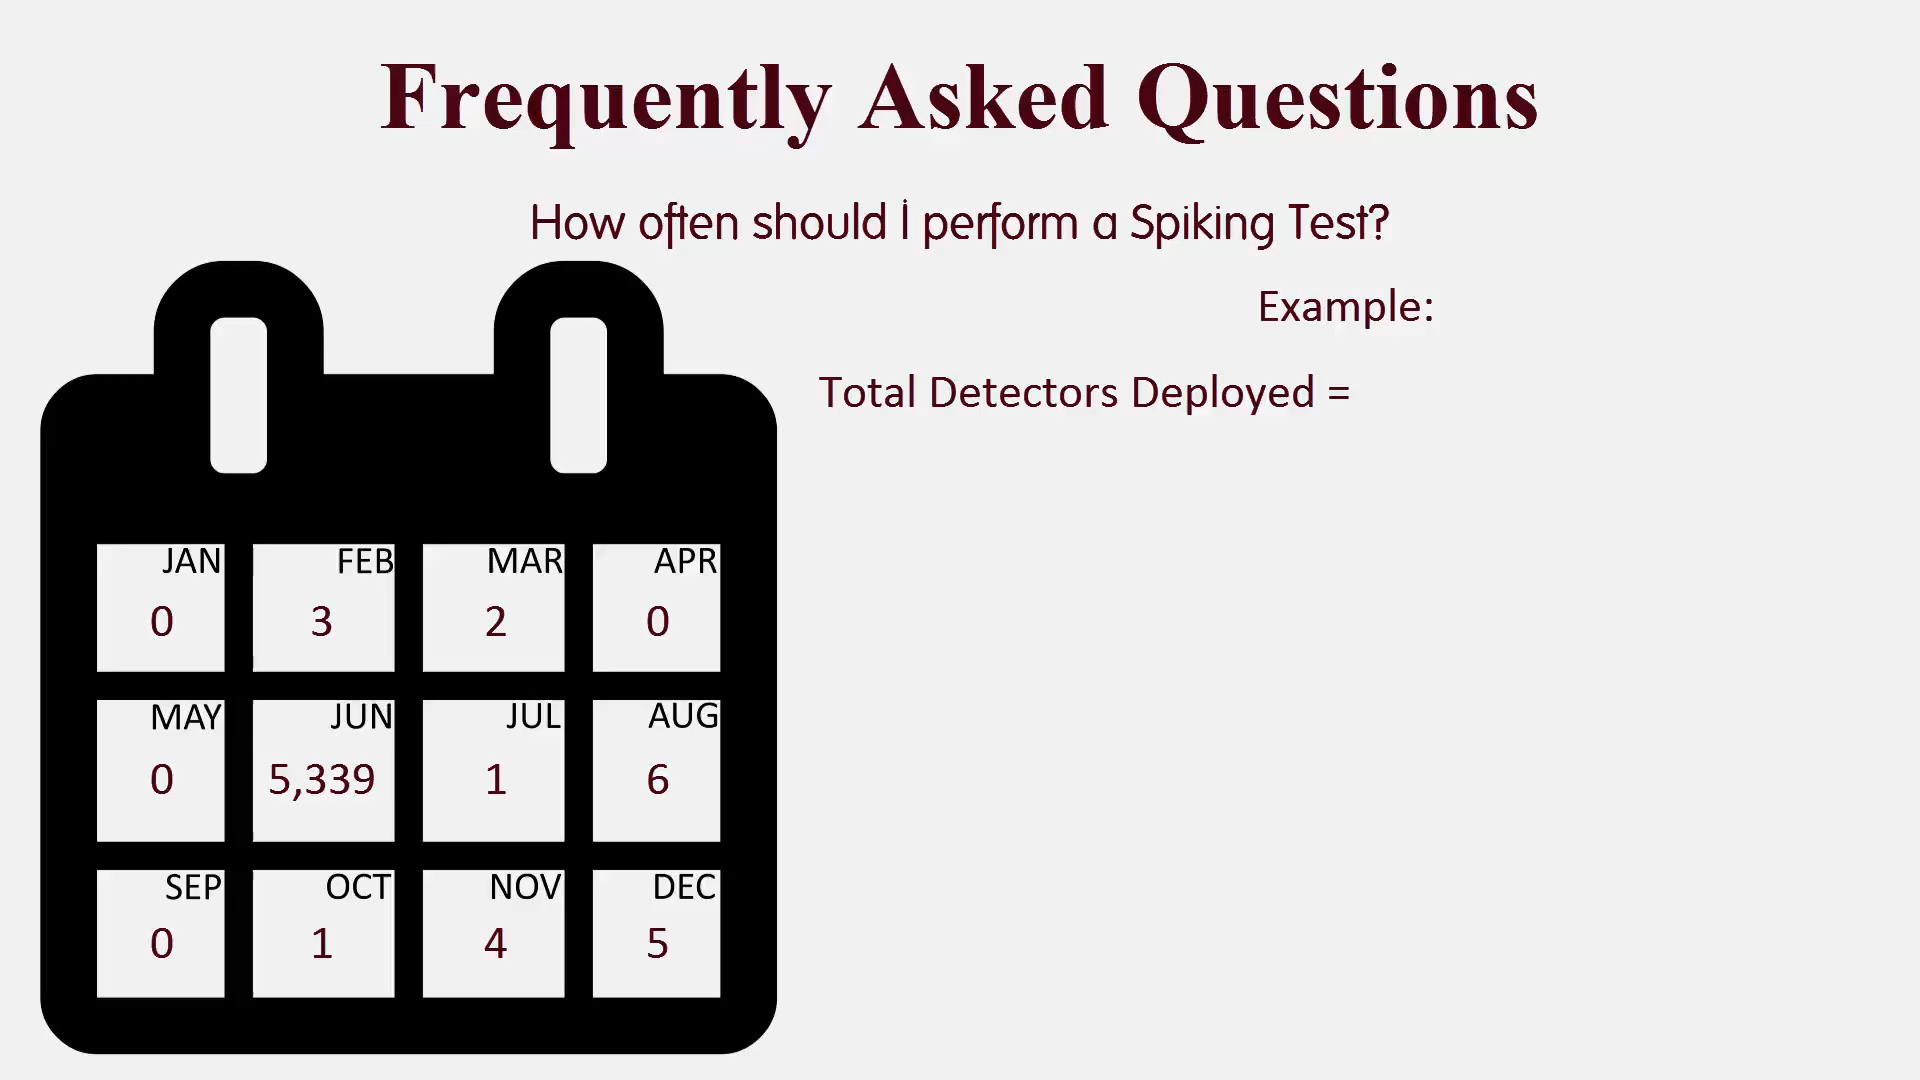 Frequently Asked Questions
How often should I perform a Spiking Test?
Example:
Total Detectors Deployed =
JAN FEB MAR APR
0 3 2 0
MAY JUN JUL AUG
0 5,339 1 6
SEP OCT NOV DEC
0 1 4 5